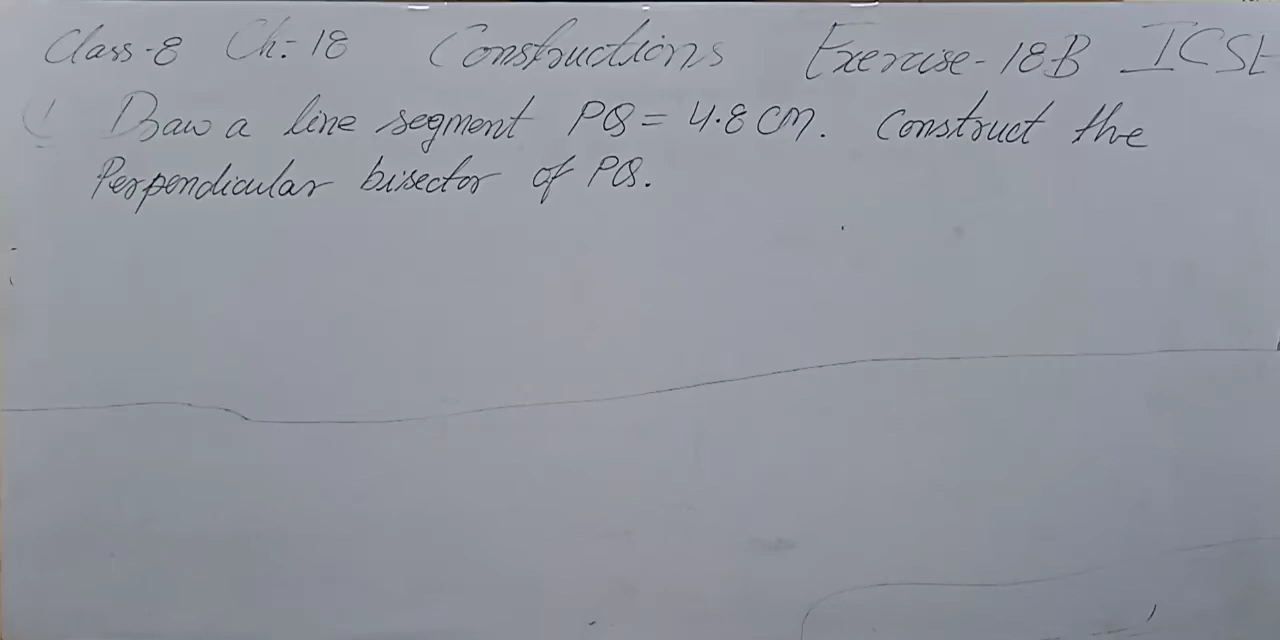 Class-8 Ch:-18 Constructions Exercise-18B ICSE
1 Draw a line segment PQ = 4.8 cm. Construct the
Perpendicular bisector of PQ.